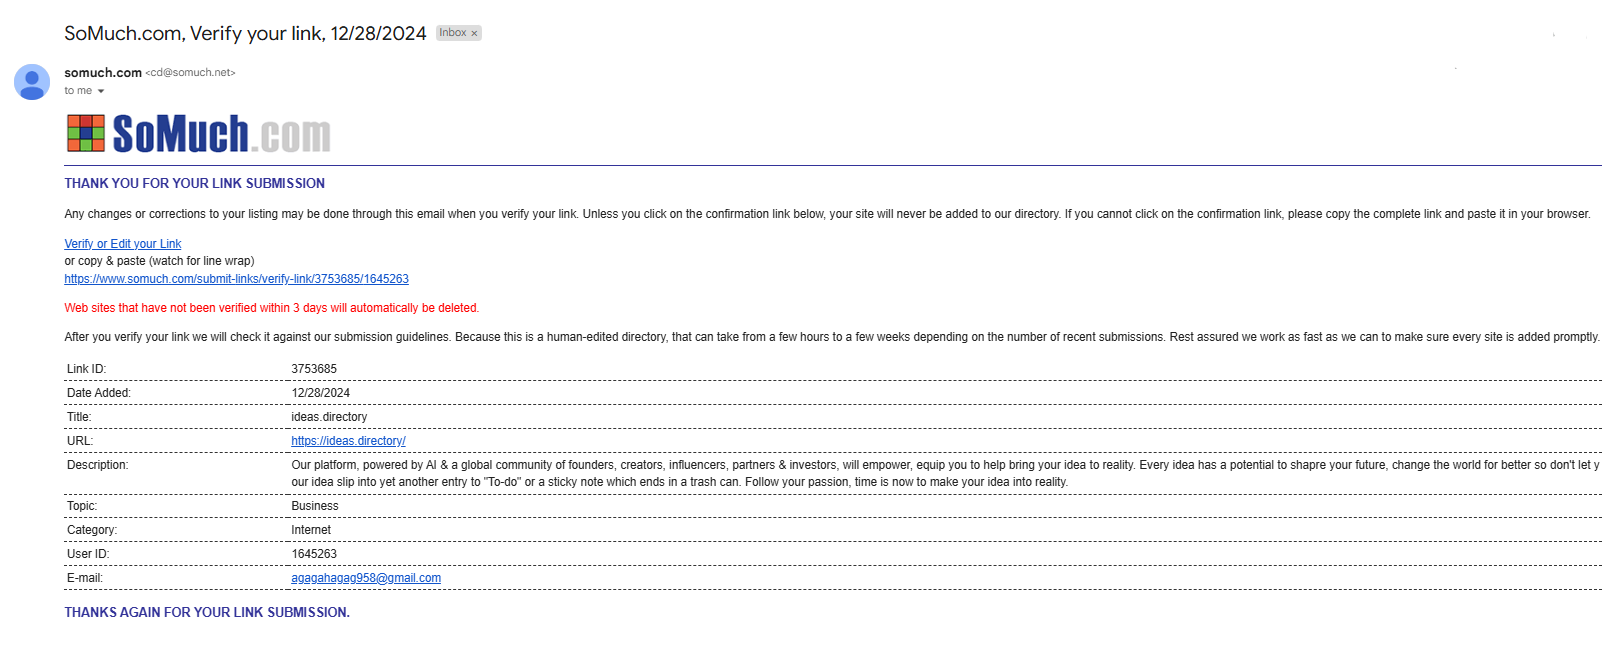 SoMuch.com, Verify your link, 12/28/2024 Inbox x
somuch.com <cd@somuch.net>
to me
SoMuch.com
THANK YOU FOR YOUR LINK SUBMISSION
Any changes or corrections to your listing may be done through this email when you verify your link. Unless you click on the confirmation link below, your site will never be added to our directory. If you cannot click on the confirmation link, please copy the complete link and paste it in your browser.
Verify or Edit your Link
or copy & paste (watch for line wrap)
https://www.somuch.com/submit-links/verify-link/3753685/1645263
Web sites that have not been verified within 3 days will automatically be deleted.
After you verify your link we will check it against our submission guidelines. Because this is a human-edited directory, that can take from a few hours to a few weeks depending on the number of recent submissions. Rest assured we work as fast as we can to make sure every site is added promptly.
Link ID: 3753685
Date Added: 12/28/2024
Title: ideas.directory
URL: https://ideas.directory/
Description: Our platform, powered by AI & a global community of founders, creators, influencers, partners & investors, will empower, equip you to help bring your idea to reality. Every idea has a potential to shapre your future, change the world for better so don't let y
our idea slip into yet another entry to "To-do" or a sticky note which ends in a trash can. Follow your passion, time is now to make your idea into reality.
Topic: Business
Category: Internet
User ID: 1645263
E-mail: agagahagag958@gmail.com
THANKS AGAIN FOR YOUR LINK SUBMISSION.